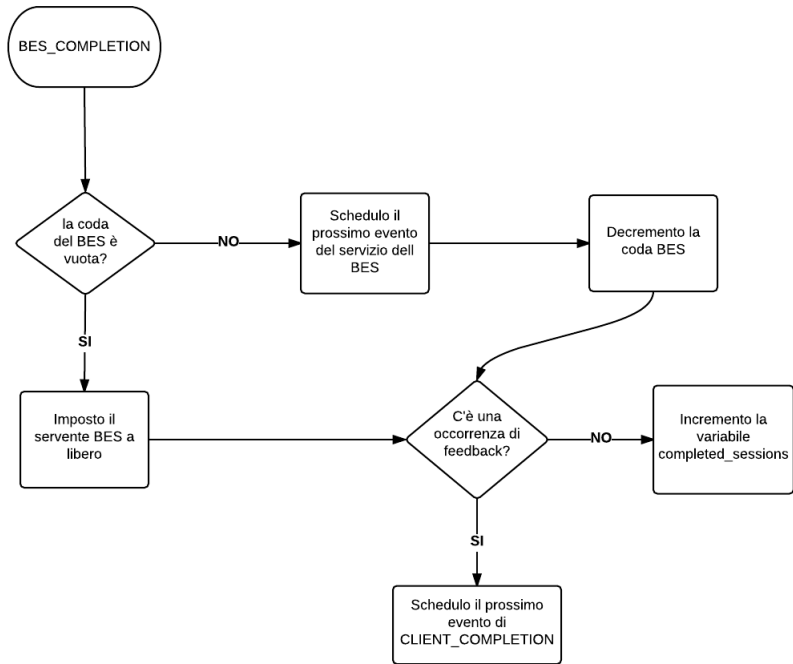 BES_COMPLETION
la coda
del BES è
vuota?
NO
Schedulo il
prossimo evento
del servizio dell
BES
Decremento la
coda BES
SI
Imposto il
servente BES a
libero
C'è una
occorrenza di
feedback?
NO
Incremento la
variabile
completed_sessions
SI
Schedulo il prossimo
evento di
CLIENT_COMPLETION